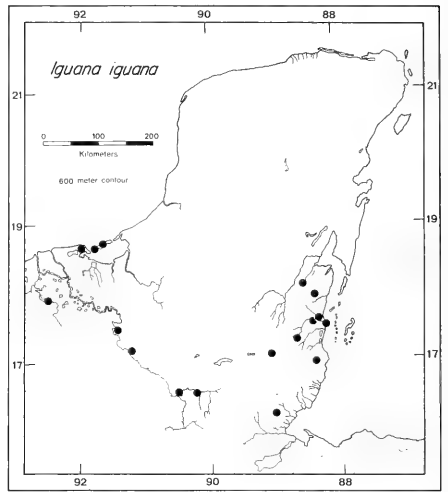 92 90 88
Iguana iguana
21 21
0 100 200
Kilometers
600 meter contour
19 19
17 17
92 90 88